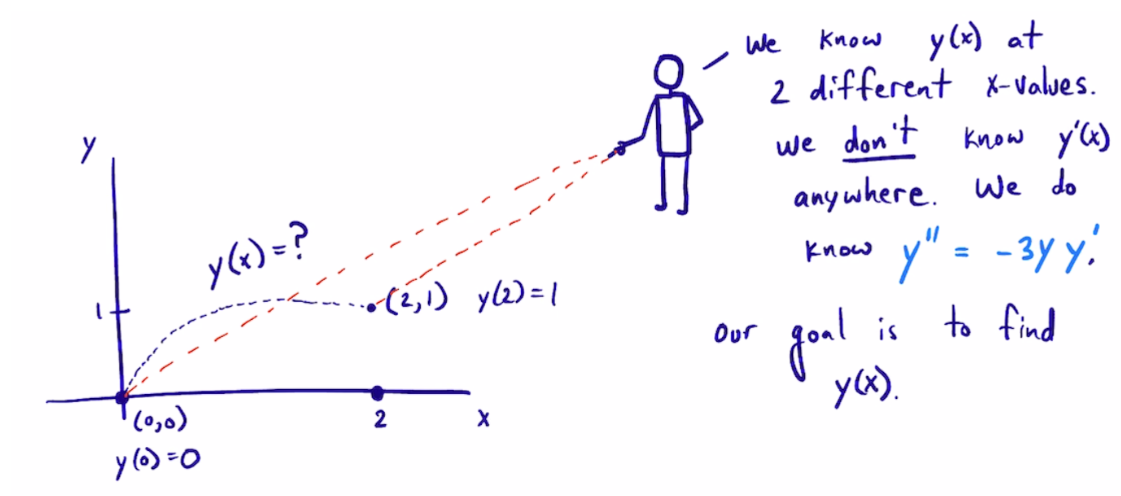 We know y(x) at
2 different x-values.
we don't know y'(x)
anywhere. We do
know y'' = -3y y'.
our goal is to find
y(x).
y
y(x)=?
1
(2,1) y(2)=1
(0,0)
2
x
y(0)=0